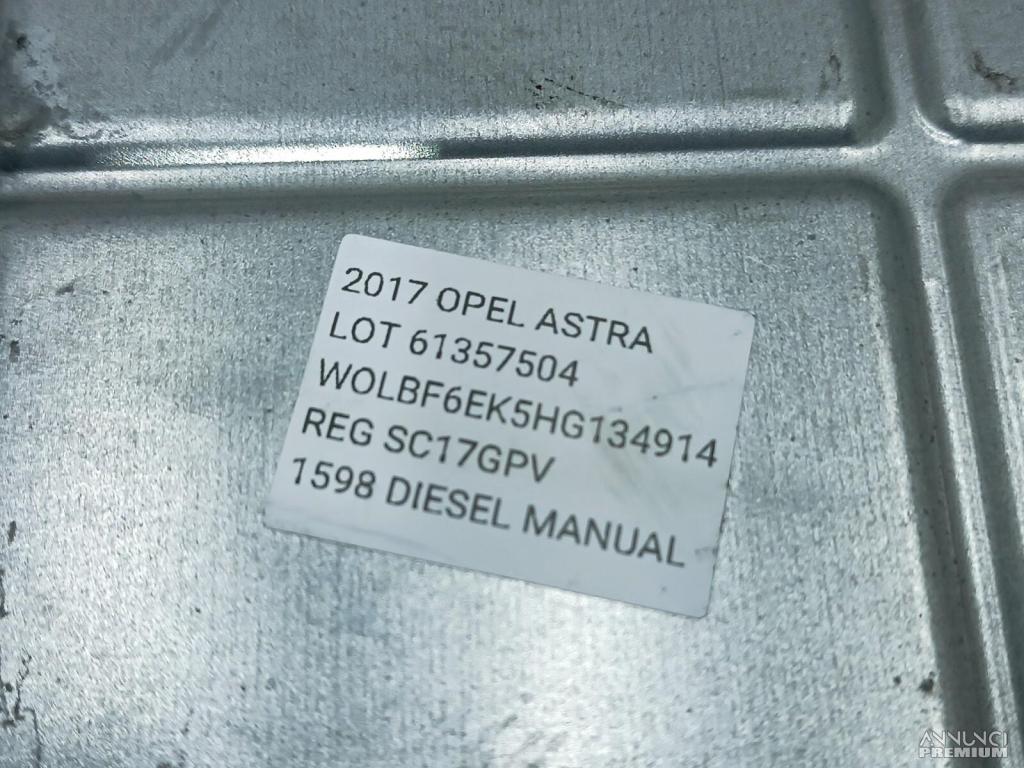 2017 OPEL ASTRA
LOT 61357504
WOLBF6EK5HG134914
REG SC17GPV
1598 DIESEL MANUAL
ANNUNCI
PREMIUM